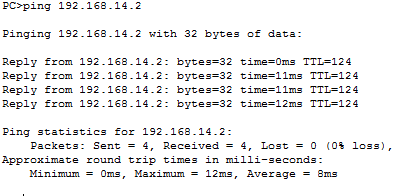 PC>ping 192.168.14.2
Pinging 192.168.14.2 with 32 bytes of data:
Reply from 192.168.14.2: bytes=32 time=0ms TTL=124
Reply from 192.168.14.2: bytes=32 time=11ms TTL=124
Reply from 192.168.14.2: bytes=32 time=11ms TTL=124
Reply from 192.168.14.2: bytes=32 time=12ms TTL=124
Ping statistics for 192.168.14.2:
    Packets: Sent = 4, Received = 4, Lost = 0 (0% loss),
Approximate round trip times in milli-seconds:
    Minimum = 0ms, Maximum = 12ms, Average = 8ms